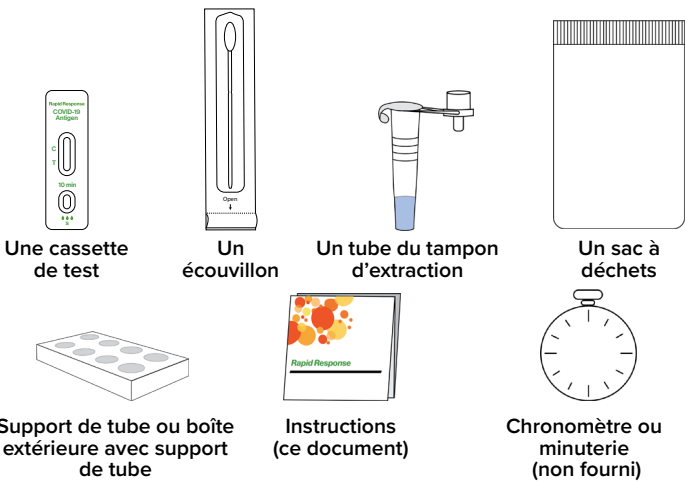 Rapid Response
COVID-19
Antigen
C
T
10 min
S
Open
Une cassette
de test
Un
écouvillon
Un tube du tampon
d'extraction
Un sac à
déchets
Rapid Response
Support de tube ou boîte
extérieure avec support
de tube
Instructions
(ce document)
Chronomètre ou
minuterie
(non fourni)